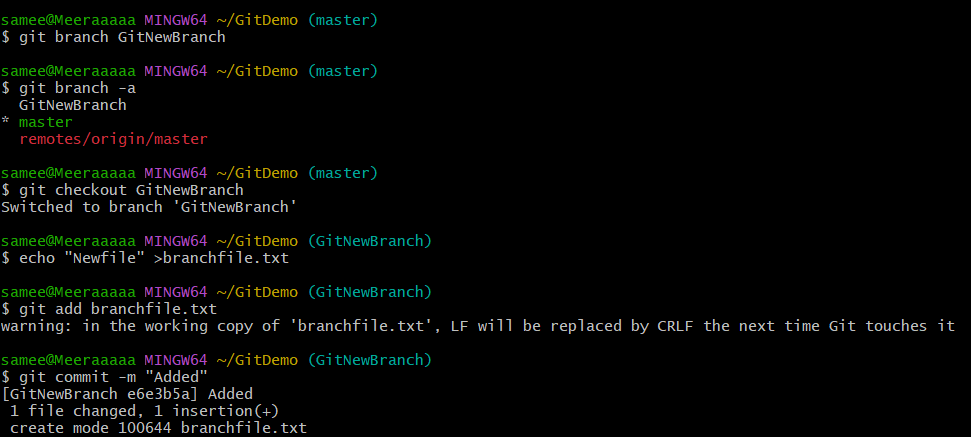 samee@Meeraaaaa MINGW64 ~/GitDemo (master)
$ git branch GitNewBranch
samee@Meeraaaaa MINGW64 ~/GitDemo (master)
$ git branch -a
GitNewBranch
* master
remotes/origin/master
samee@Meeraaaaa MINGW64 ~/GitDemo (master)
$ git checkout GitNewBranch
Switched to branch 'GitNewBranch'
samee@Meeraaaaa MINGW64 ~/GitDemo (GitNewBranch)
$ echo "Newfile" >branchfile.txt
samee@Meeraaaaa MINGW64 ~/GitDemo (GitNewBranch)
$ git add branchfile.txt
warning: in the working copy of 'branchfile.txt', LF will be replaced by CRLF the next time Git touches it
samee@Meeraaaaa MINGW64 ~/GitDemo (GitNewBranch)
$ git commit -m "Added"
[GitNewBranch e6e3b5a] Added
1 file changed, 1 insertion(+)
create mode 100644 branchfile.txt